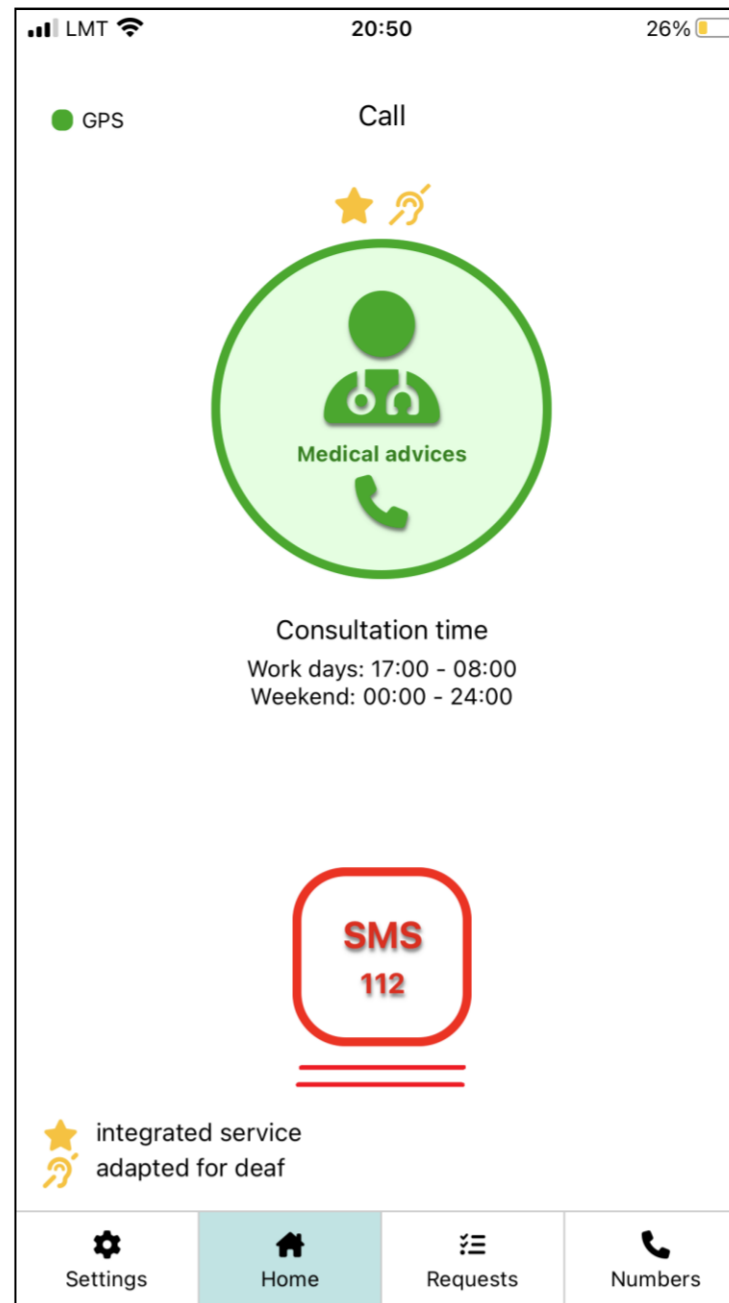 LMT 20:50 26%
GPS Call
Medical advices
Consultation time
Work days: 17:00 - 08:00
Weekend: 00:00 - 24:00
SMS
112
integrated service
adapted for deaf
Settings Home Requests Numbers